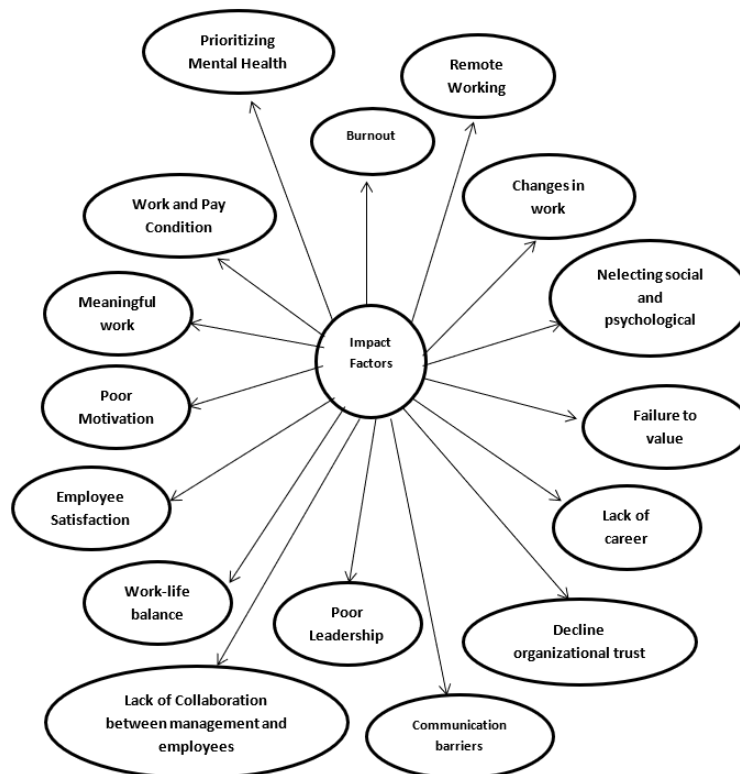 Prioritizing
Mental Health
Remote
Working
Burnout
Work and Pay
Condition
Changes in
work
Nelecting social
and
psychological
Meaningful
work
Impact
Factors
Poor
Motivation
Failure to
value
Employee
Satisfaction
Lack of
career
Work-life
balance
Poor
Leadership
Decline
organizational trust
Lack of Collaboration
between management and
employees
Communication
barriers